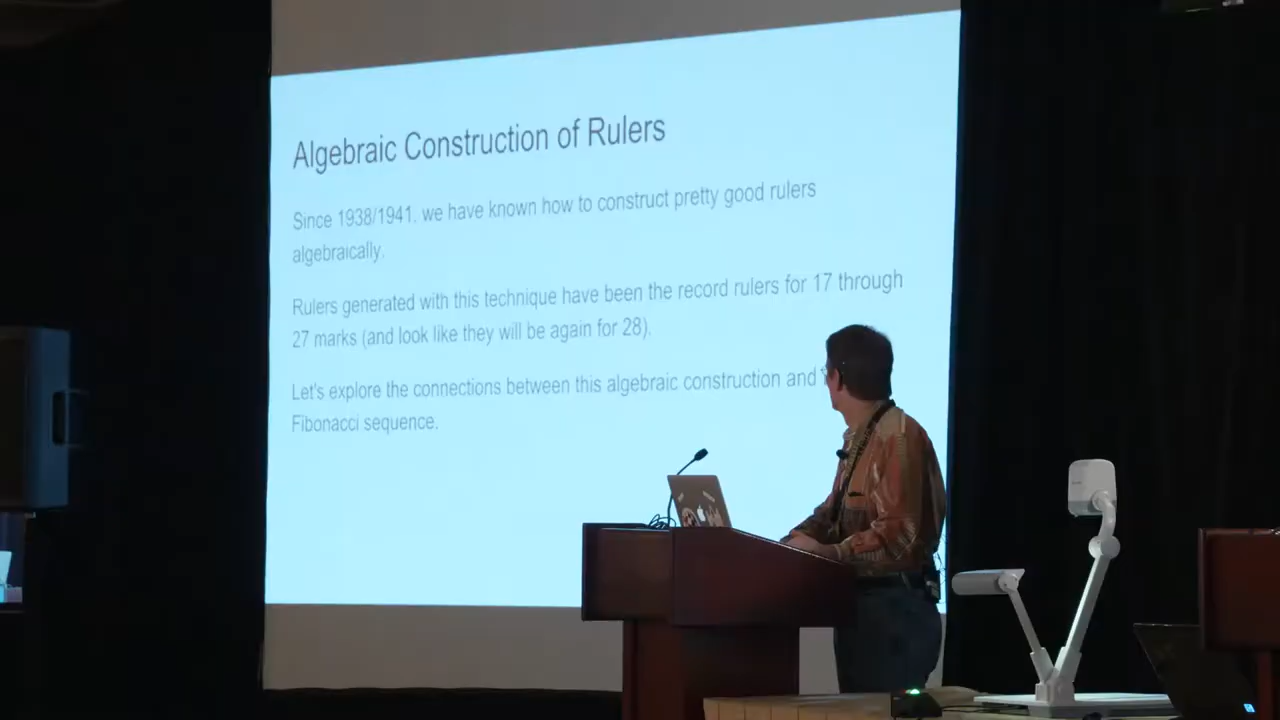 Algebraic Construction of Rulers
Since 1938/1941, we have known how to construct pretty good rulers
algebraically.
Rulers generated with this technique have been the record rulers for 17 through
27 marks (and look like they will be again for 28).
Let's explore the connections between this algebraic construction and
Fibonacci sequence.